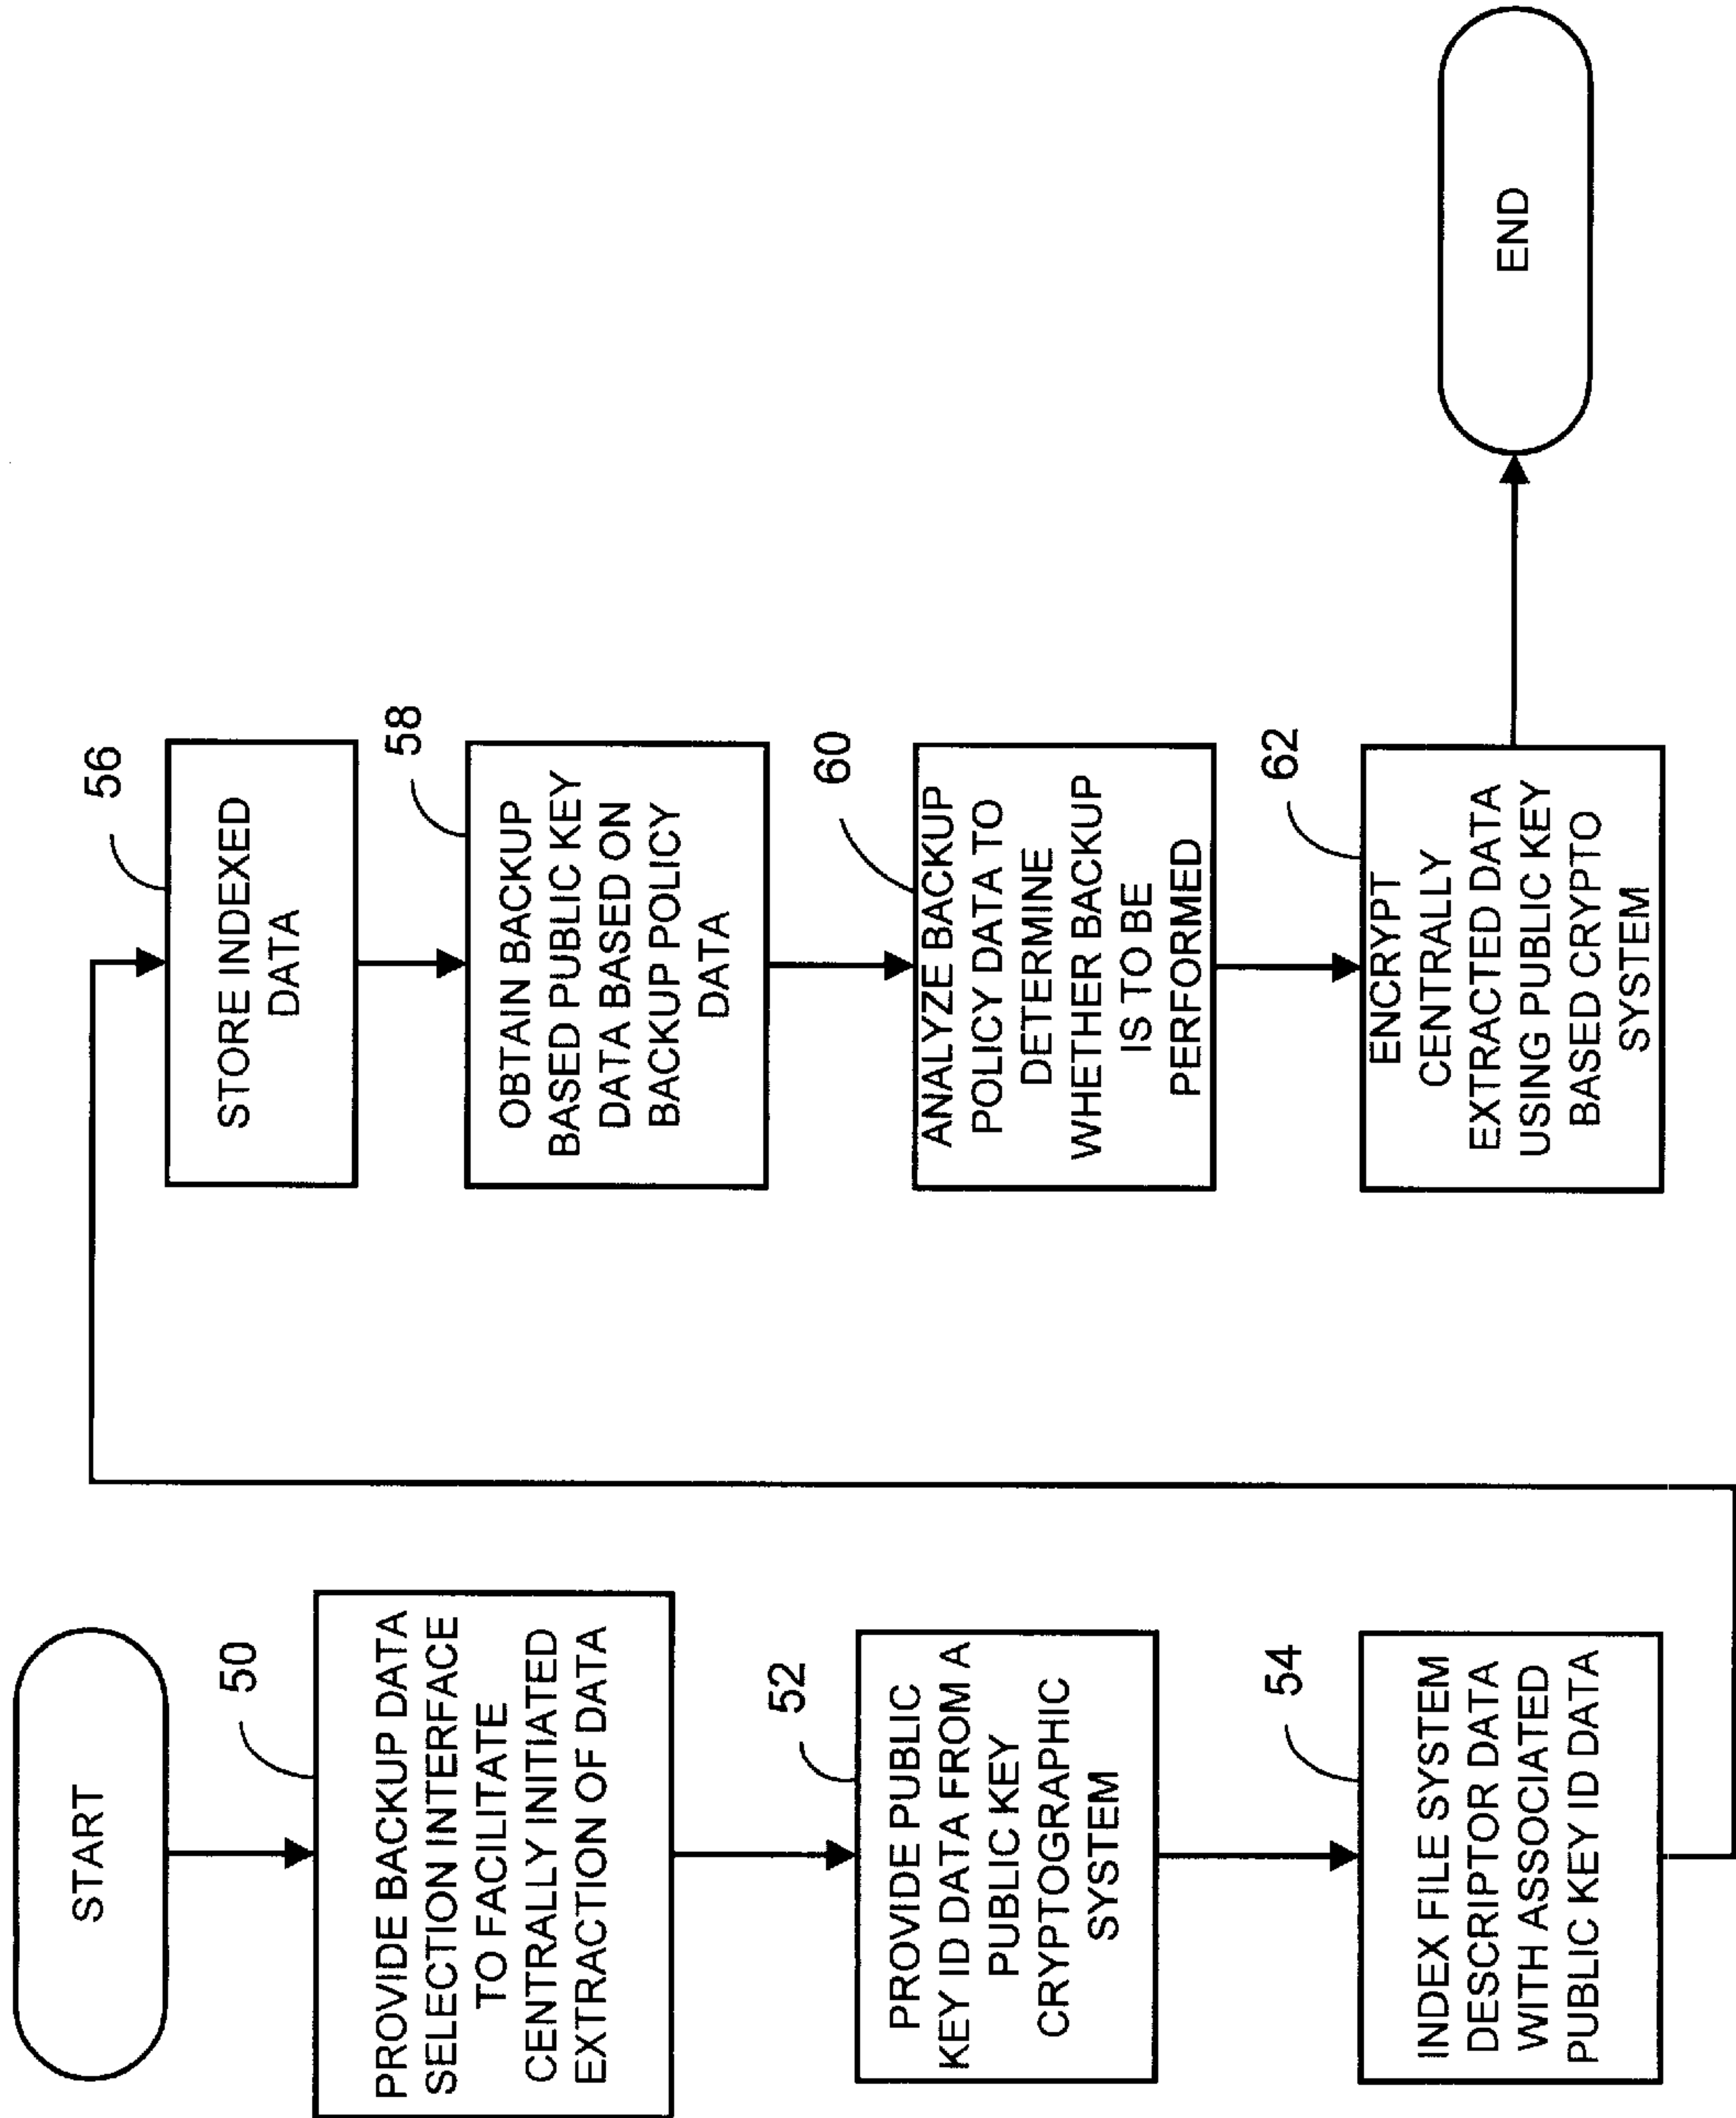 START
50
PROVIDE BACKUP DATA
SELECTION INTERFACE
TO FACILITATE
CENTRALLY INITIATED
EXTRACTION OF DATA
52
PROVIDE PUBLIC
KEY ID DATA FROM A
PUBLIC KEY
CRYPTOGRAPHIC
SYSTEM
54
INDEX FILE SYSTEM
DESCRIPTOR DATA
WITH ASSOCIATED
PUBLIC KEY ID DATA
56
STORE INDEXED
DATA
58
OBTAIN BACKUP
BASED PUBLIC KEY
DATA BASED ON
BACKUP POLICY
DATA
60
ANALYZE BACKUP
POLICY DATA TO
DETERMINE
WHETHER BACKUP
IS TO BE
PERFORMED
62
ENCRYPT
CENTRALLY
EXTRACTED DATA
USING PUBLIC KEY
BASED CRYPTO
SYSTEM
END